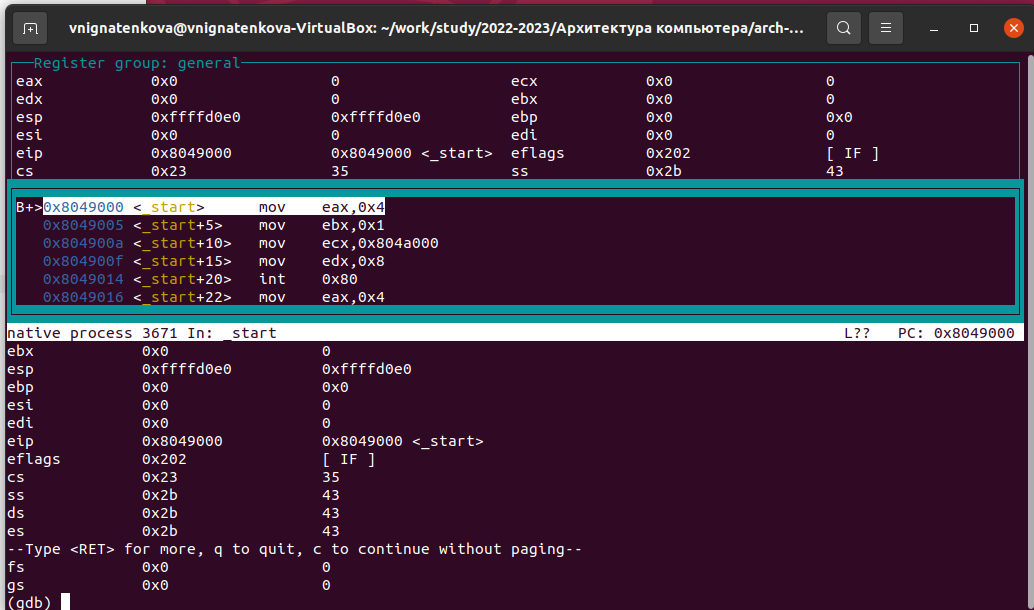 vnignatenkova@vnignatenkova-VirtualBox: ~/work/study/2022-2023/Архитектура компьютера/arch-...
Register group: general
eax 0x0 0 ecx 0x0 0
edx 0x0 0 ebx 0x0 0
esp 0xffffd0e0 0xffffd0e0 ebp 0x0 0x0
esi 0x0 0 edi 0x0 0
eip 0x8049000 0x8049000 <_start> eflags 0x202 [ IF ]
cs 0x23 35 ss 0x2b 43
B+>0x8049000 <_start> mov eax,0x4
0x8049005 <_start+5> mov ebx,0x1
0x804900a <_start+10> mov ecx,0x804a000
0x804900f <_start+15> mov edx,0x8
0x8049014 <_start+20> int 0x80
0x8049016 <_start+22> mov eax,0x4
native process 3671 In: _start L?? PC: 0x8049000
ebx 0x0 0
esp 0xffffd0e0 0xffffd0e0
ebp 0x0 0x0
esi 0x0 0
edi 0x0 0
eip 0x8049000 0x8049000 <_start>
eflags 0x202 [ IF ]
cs 0x23 35
ss 0x2b 43
ds 0x2b 43
es 0x2b 43
--Type <RET> for more, q to quit, c to continue without paging--
fs 0x0 0
gs 0x0 0
(gdb)